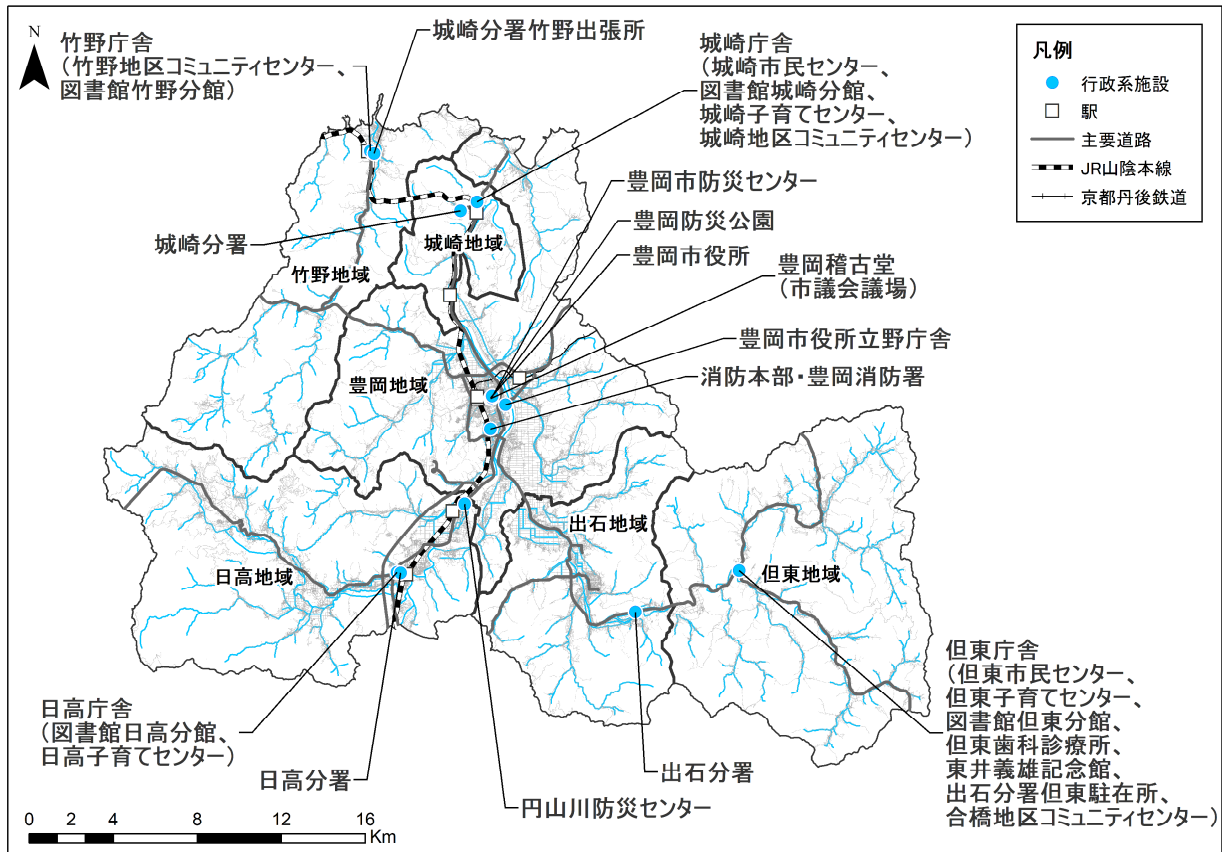 N
竹野庁舎
(竹野地区コミュニティセンター、
図書館竹野分館)
城崎分署竹野出張所
城崎庁舎
(城崎市民センター、
図書館城崎分館、
城崎子育てセンター、
城崎地区コミュニティセンター)
凡例
行政系施設
駅
主要道路
JR山陰本線
京都丹後鉄道
豊岡市防災センター
豊岡防災公園
豊岡市役所
豊岡稽古堂
(市議会議場)
豊岡市役所立野庁舎
消防本部・豊岡消防署
城崎分署
城崎地域
竹野地域
豊岡地域
出石地域
日高地域
但東地域
日高庁舎
(図書館日高分館、
日高子育てセンター)
日高分署
円山川防災センター
出石分署
但東庁舎
(但東市民センター、
但東子育てセンター、
図書館但東分館、
但東歯科診療所、
東井義雄記念館、
出石分署但東駐在所、
合橋地区コミュニティセンター)
0 2 4 8 12 16
Km